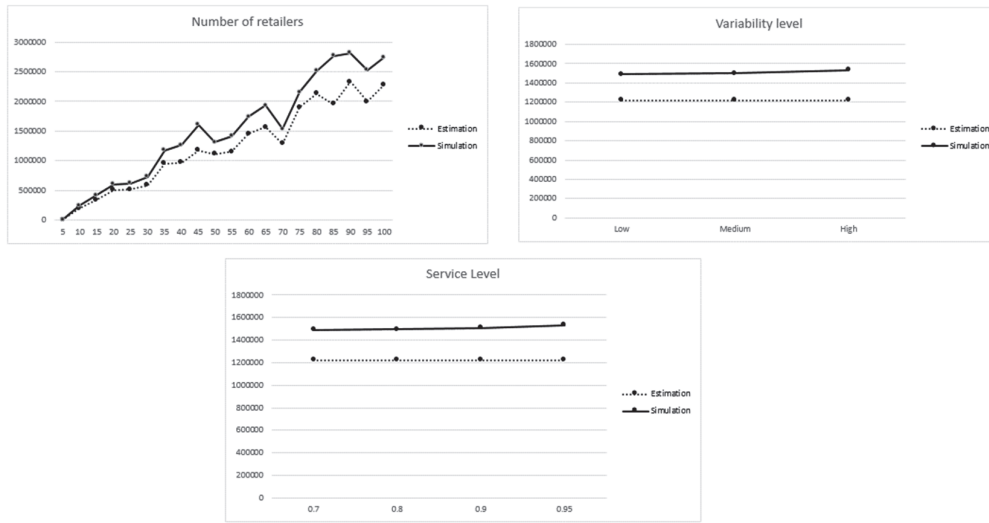 Number of retailers
3000000
2500000
2000000
1500000
1000000
500000
0
5 10 15 20 25 30 35 40 45 50 55 60 65 70 75 80 85 90 95 100
Estimation
Simulation
Variability level
1800000
1600000
1400000
1200000
1000000
800000
600000
400000
200000
0
Low Medium High
Estimation
Simulation
Service Level
1800000
1600000
1400000
1200000
1000000
800000
600000
400000
200000
0
0.7 0.8 0.9 0.95
Estimation
Simulation